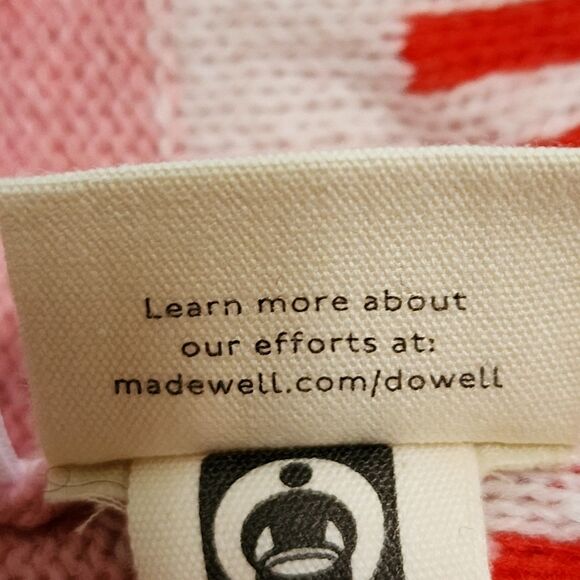 Learn more about
our efforts at:
madewell.com/dowell